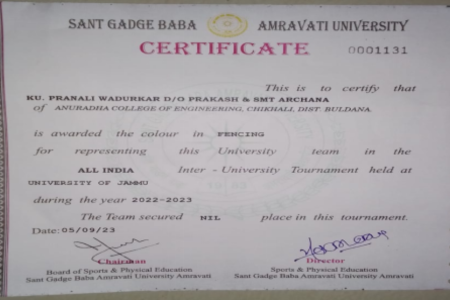 SANT GADGE BABA AMRAVATI UNIVERSITY
CERTIFICATE 0001131
This is to certify that
KU. PRANALI WADURKAR D/O PRAKASH & SMT ARCHANA
of ANURADHA COLLEGE OF ENGINEERING, CHIKHALI, DIST. BULDANA.
is awarded the colour in FENCING
for representing this University team in the
ALL INDIA Inter - University Tournament held at
UNIVERSITY OF JAMMU
during the year 2022-2023
The Team secured NIL place in this tournament.
Date: 05/09/23
Chairman Director
Board of Sports & Physical Education Sports & Physical Education
Sant Gadge Baba Amravati University Amravati Sant Gadge Baba Amravati University Amravati